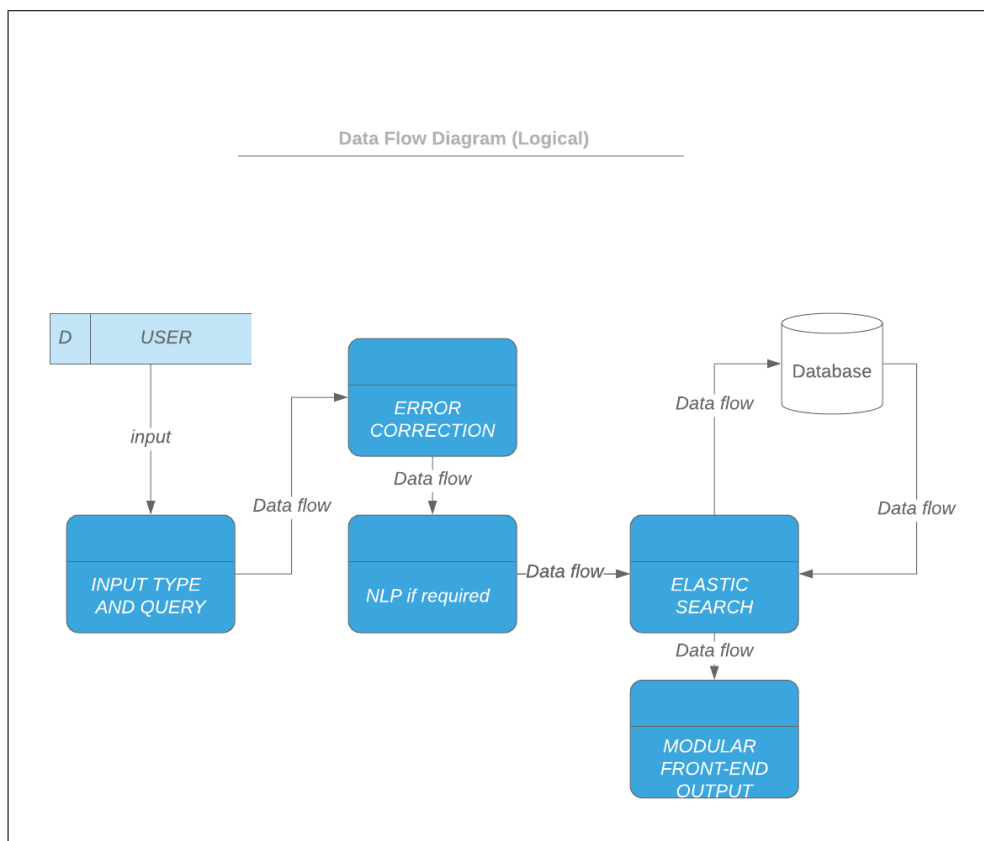 Data Flow Diagram (Logical)
D
USER
input
INPUT TYPE
AND QUERY
Data flow
ERROR
CORRECTION
Data flow
NLP if required
Data flow
ELASTIC
SEARCH
Data flow
Database
Data flow
Data flow
MODULAR
FRONT-END
OUTPUT